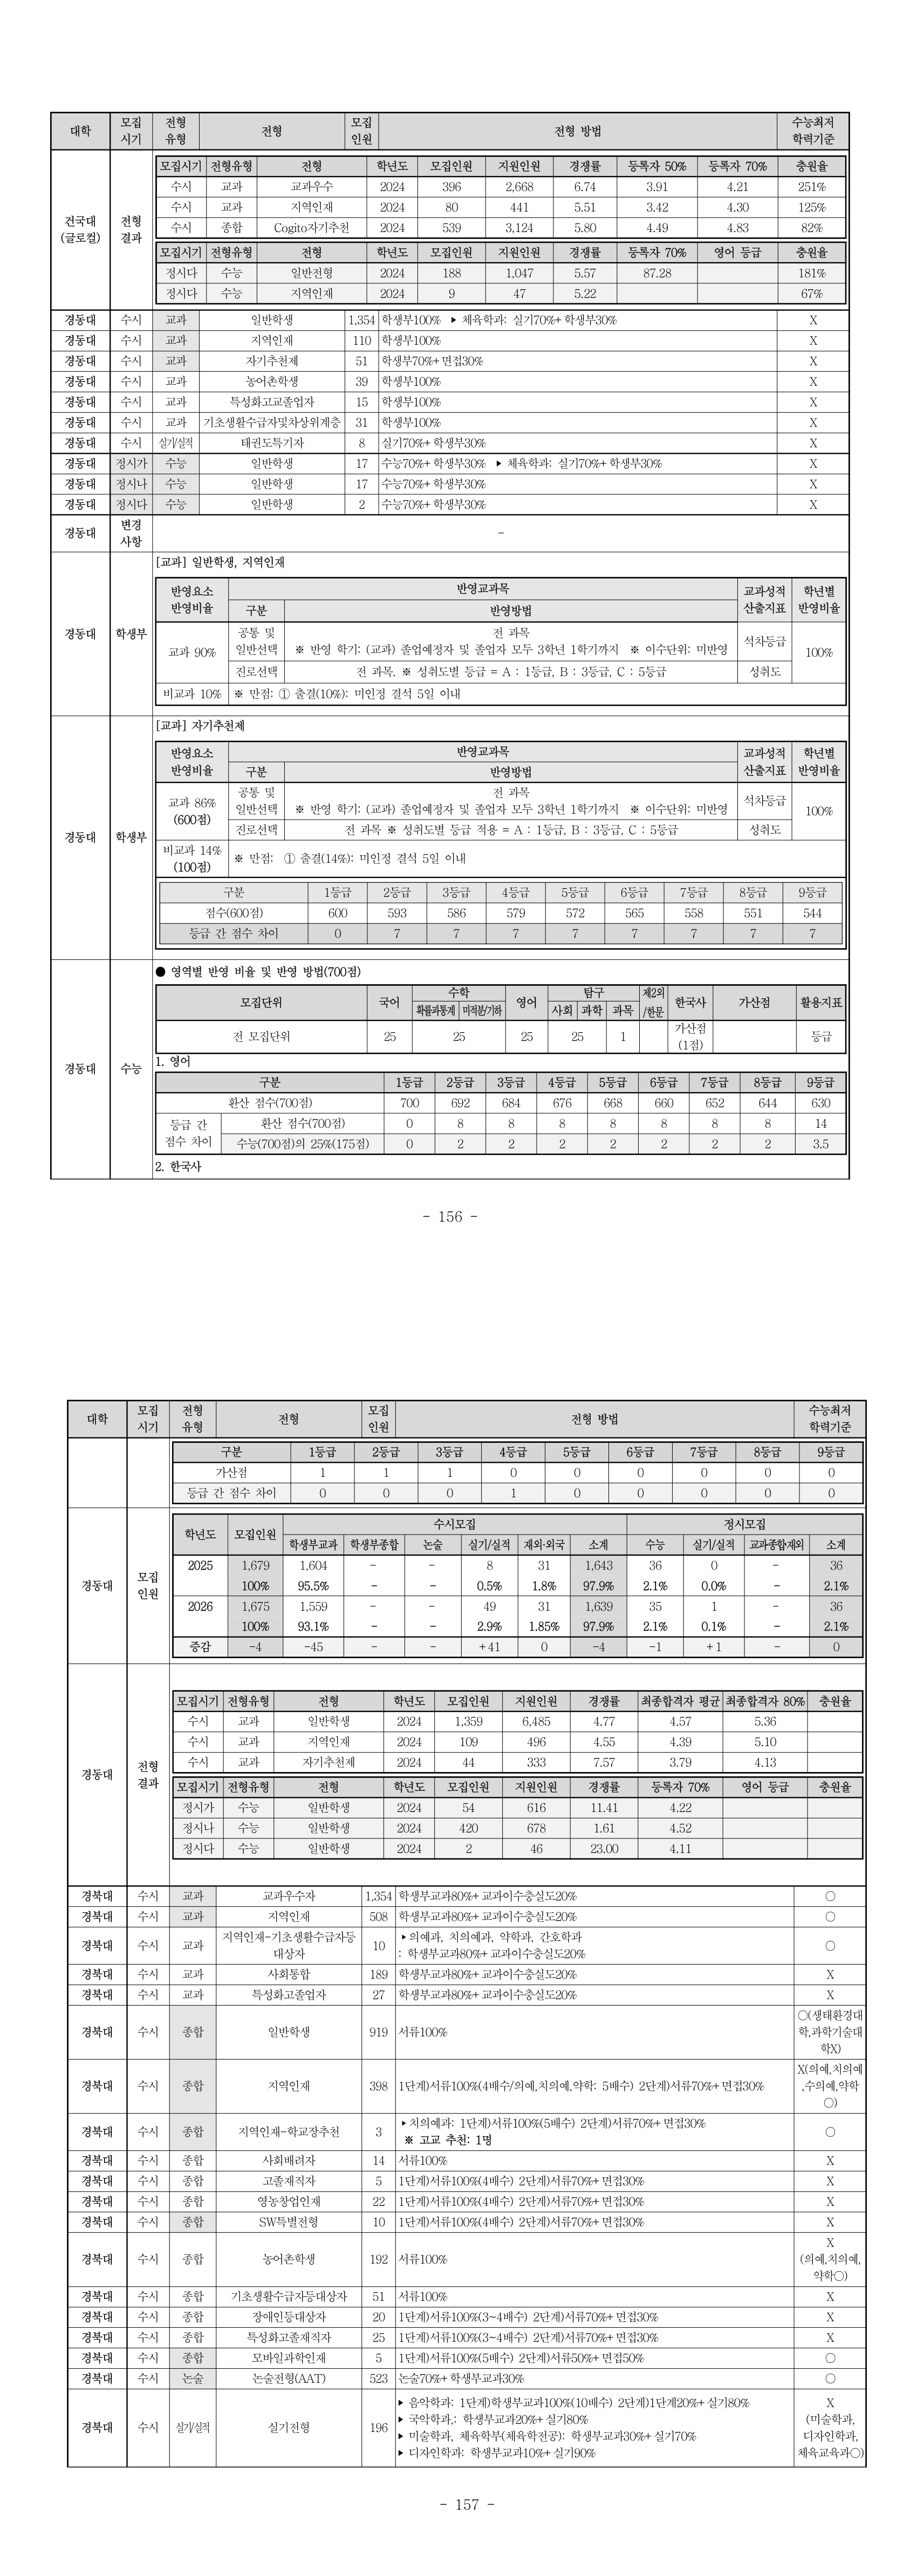 대학 모집시기 전형유형 전형 모집인원 전형 방법 수능최저학력기준
건국대(글로컬) 전형결과
모집시기 전형유형 전형 학년도 모집인원 지원인원 경쟁률 등록자 50% 등록자 70% 충원율
수시 교과 교과우수 2024 396 2,668 6.74 3.91 4.21 251%
수시 교과 지역인재 2024 80 441 5.51 3.42 4.30 125%
수시 종합 Cogito자기추천 2024 539 3,124 5.80 4.49 4.83 82%
모집시기 전형유형 전형 학년도 모집인원 지원인원 경쟁률 등록자 70% 영어 등급 충원율
정시다 수능 일반전형 2024 188 1,047 5.57 87.28 181%
정시다 수능 지역인재 2024 9 47 5.22 67%
경동대 수시 교과 일반학생 1,354 학생부100% ▶ 체육학과: 실기70%+학생부30% X
경동대 수시 교과 지역인재 110 학생부100% X
경동대 수시 교과 자기추천제 51 학생부70%+면접30% X
경동대 수시 교과 농어촌학생 39 학생부100% X
경동대 수시 교과 특성화고교졸업자 15 학생부100% X
경동대 수시 교과 기초생활수급자및차상위계층 31 학생부100% X
경동대 수시 실기/실적 태권도특기자 8 실기70%+학생부30% X
경동대 정시가 수능 일반학생 17 수능70%+학생부30% ▶ 체육학과: 실기70%+학생부30% X
경동대 정시나 수능 일반학생 17 수능70%+학생부30% X
경동대 정시다 수능 일반학생 2 수능70%+학생부30% X
경동대 변경사항 -
경동대 학생부
[교과] 일반학생, 지역인재
반영요소 반영비율 반영교과목 교과성적 산출지표 학년별 반영비율
구분 반영방법
교과 90% 공통 및 일반선택 전 과목 석차등급 100%
※ 반영 학기: (교과) 졸업예정자 및 졸업자 모두 3학년 1학기까지 ※ 이수단위: 미반영
진로선택 전 과목. ※ 성취도별 등급 = A : 1등급, B : 3등급, C : 5등급 성취도
비교과 10% ※ 만점: ① 출결(10%): 미인정 결석 5일 이내
경동대 학생부
[교과] 자기추천제
반영요소 반영비율 반영교과목 교과성적 산출지표 학년별 반영비율
구분 반영방법
교과 86% (600점) 공통 및 일반선택 전 과목 석차등급 100%
※ 반영 학기: (교과) 졸업예정자 및 졸업자 모두 3학년 1학기까지 ※ 이수단위: 미반영
진로선택 전 과목 ※ 성취도별 등급 적용 = A : 1등급, B : 3등급, C : 5등급 성취도
비교과 14% (100점) ※ 만점: ① 출결(14%): 미인정 결석 5일 이내
구분 1등급 2등급 3등급 4등급 5등급 6등급 7등급 8등급 9등급
점수(600점) 600 593 586 579 572 565 558 551 544
등급 간 점수 차이 0 7 7 7 7 7 7 7 7
경동대 수능
● 영역별 반영 비율 및 반영 방법(700점)
모집단위 국어 수학 영어 탐구 제2외/한문 한국사 가산점 활용지표
확률과통계 미적분/기하 사회 과학 과목
전 모집단위 25 25 25 25 1 가산점(1점) 등급
1. 영어
구분 1등급 2등급 3등급 4등급 5등급 6등급 7등급 8등급 9등급
환산 점수(700점) 700 692 684 676 668 660 652 644 630
등급 간 점수 차이 환산 점수(700점) 0 8 8 8 8 8 8 8 14
수능(700점)의 25%(175점) 0 2 2 2 2 2 2 2 3.5
2. 한국사
- 156 -
대학 모집시기 전형유형 전형 모집인원 전형 방법 수능최저학력기준
구분 1등급 2등급 3등급 4등급 5등급 6등급 7등급 8등급 9등급
가산점 1 1 1 0 0 0 0 0 0
등급 간 점수 차이 0 0 0 1 0 0 0 0 0
경동대 모집인원
학년도 모집인원 수시모집 정시모집
학생부교과 학생부종합 논술 실기/실적 재외·외국 소계 수능 실기/실적 교과종합재외 소계
2025 1,679 1,604 - - 8 31 1,643 36 0 - 36
100% 95.5% - - 0.5% 1.8% 97.9% 2.1% 0.0% - 2.1%
2026 1,675 1,559 - - 49 31 1,639 35 1 - 36
100% 93.1% - - 2.9% 1.85% 97.9% 2.1% 0.1% - 2.1%
증감 -4 -45 - - +41 0 -4 -1 +1 - 0
경동대 전형결과
모집시기 전형유형 전형 학년도 모집인원 지원인원 경쟁률 최종합격자 평균 최종합격자 80% 충원율
수시 교과 일반학생 2024 1,359 6,485 4.77 4.57 5.36
수시 교과 지역인재 2024 109 496 4.55 4.39 5.10
수시 교과 자기추천제 2024 44 333 7.57 3.79 4.13
모집시기 전형유형 전형 학년도 모집인원 지원인원 경쟁률 등록자 70% 영어 등급 충원율
정시가 수능 일반학생 2024 54 616 11.41 4.22
정시나 수능 일반학생 2024 420 678 1.61 4.52
정시다 수능 일반학생 2024 2 46 23.00 4.11
경북대 수시 교과 교과우수자 1,354 학생부교과80%+교과이수충실도20% ○
경북대 수시 교과 지역인재 508 학생부교과80%+교과이수충실도20% ○
경북대 수시 교과 지역인재-기초생활수급자등대상자 10 ▶의예과, 치의예과, 약학과, 간호학과
: 학생부교과80%+교과이수충실도20% ○
경북대 수시 교과 사회통합 189 학생부교과80%+교과이수충실도20% X
경북대 수시 교과 특성화고졸업자 27 학생부교과80%+교과이수충실도20% X
경북대 수시 종합 일반학생 919 서류100% ○(생태환경대학,과학기술대학X)
경북대 수시 종합 지역인재 398 1단계)서류100%(4배수/의예,치의예,약학: 5배수) 2단계)서류70%+면접30% X(의예,치의예,수의예,약학○)
경북대 수시 종합 지역인재-학교장추천 3 ▶치의예과: 1단계)서류100%(5배수) 2단계)서류70%+면접30%
※ 고교 추천: 1명 ○
경북대 수시 종합 사회배려자 14 서류100% X
경북대 수시 종합 고졸재직자 5 1단계)서류100%(4배수) 2단계)서류70%+면접30% X
경북대 수시 종합 영농창업인재 22 1단계)서류100%(4배수) 2단계)서류70%+면접30% X
경북대 수시 종합 SW특별전형 10 1단계)서류100%(4배수) 2단계)서류70%+면접30% X
경북대 수시 종합 농어촌학생 192 서류100% X (의예,치의예,약학○)
경북대 수시 종합 기초생활수급자등대상자 51 서류100% X
경북대 수시 종합 장애인등대상자 20 1단계)서류100%(3~4배수) 2단계)서류70%+면접30% X
경북대 수시 종합 특성화고졸재직자 25 1단계)서류100%(3~4배수) 2단계)서류70%+면접30% X
경북대 수시 종합 모바일과학인재 5 1단계)서류100%(5배수) 2단계)서류50%+면접50% ○
경북대 수시 논술 논술전형(AAT) 523 논술70%+학생부교과30% ○
경북대 수시 실기/실적 실기전형 196 ▶ 음악학과: 1단계)학생부교과100%(10배수) 2단계)1단계20%+실기80%
▶ 국악학과,: 학생부교과20%+실기80%
▶ 미술학과, 체육학부(체육학전공): 학생부교과30%+실기70%
▶ 디자인학과: 학생부교과10%+실기90%
X (미술학과, 디자인학과, 체육교육과○)
- 157 -